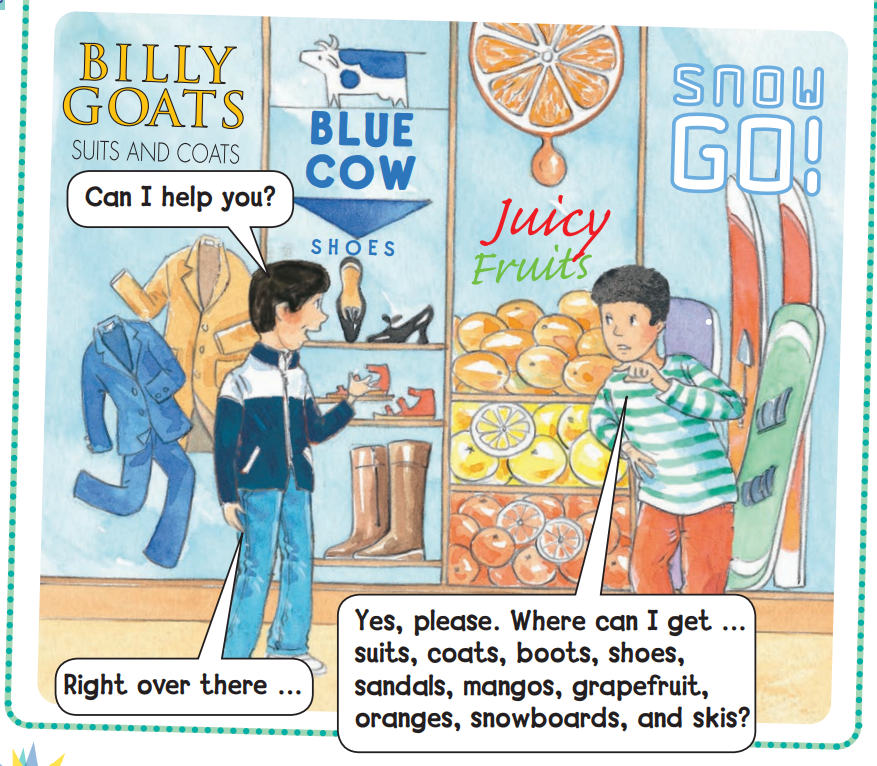 BILLY
GOATS
SUITS AND COATS
BLUE
COW
SHOES
Juicy
Fruits
SNOW
GO!
Can I help you?
Yes, please. Where can I get ...
suits, coats, boots, shoes,
sandals, mangos, grapefruit,
oranges, snowboards, and skis?
Right over there ...